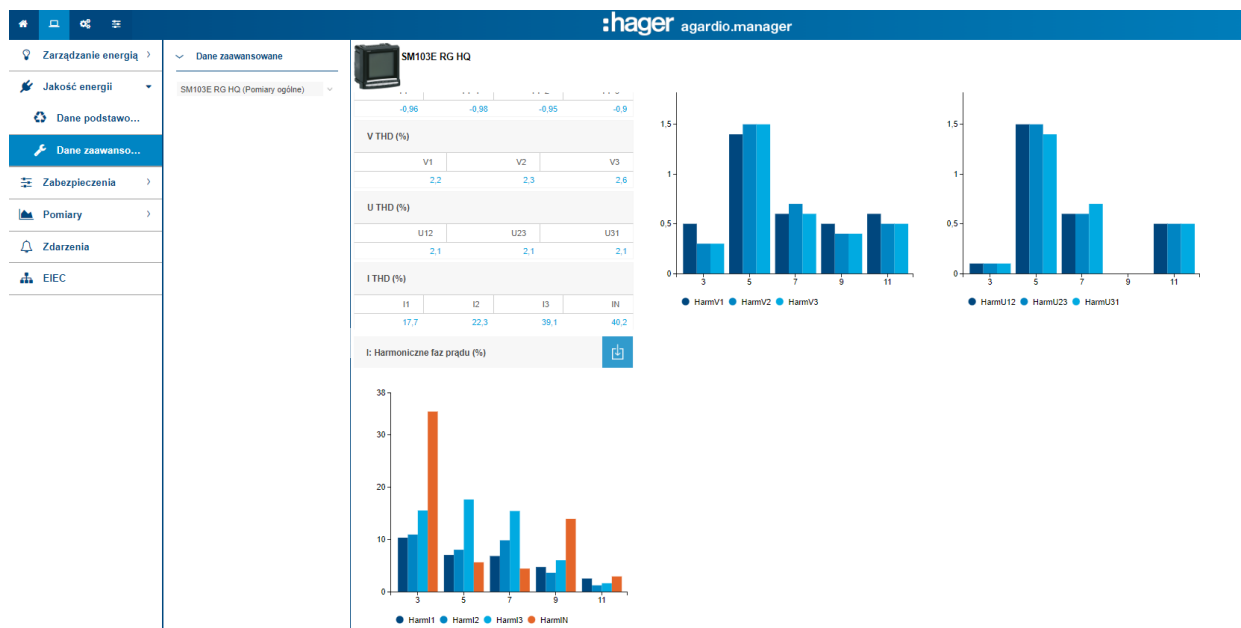 :hager agardio.manager
Zarządzanie energią
Dane zaawansowane
SM103E RG HQ
Jakość energii
SM103E RG HQ (Pomiary ogólne)
Dane podstawo...
Dane zaawanso...
Zabezpieczenia
Pomiary
Zdarzenia
EIEC
-0,96 -0,98 -0,95 -0,9
V THD (%)
V1 V2 V3
2,2 2,3 2,6
U THD (%)
U12 U23 U31
2,1 2,1 2,1
I THD (%)
I1 I2 I3 IN
17,7 22,3 39,1 40,2
I: Harmoniczne faz prądu (%)
38
30
20
10
0
3 5 7 9 11
HarmI1 HarmI2 HarmI3 HarmIN
1,5
1
0,5
0
3 5 7 9 11
HarmV1 HarmV2 HarmV3
1,5
1
0,5
0
3 5 7 9 11
HarmU12 HarmU23 HarmU31